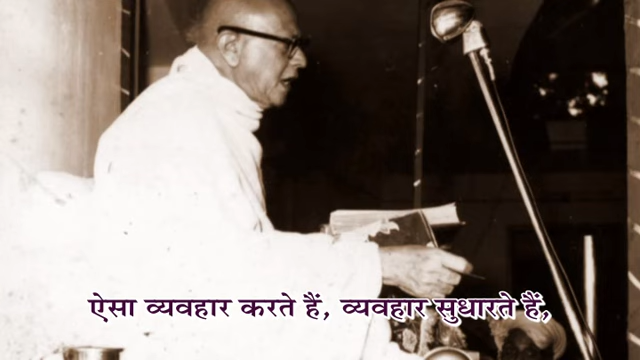 ऐसा व्यवहार करते हैं, व्यवहार सुधारते हैं,